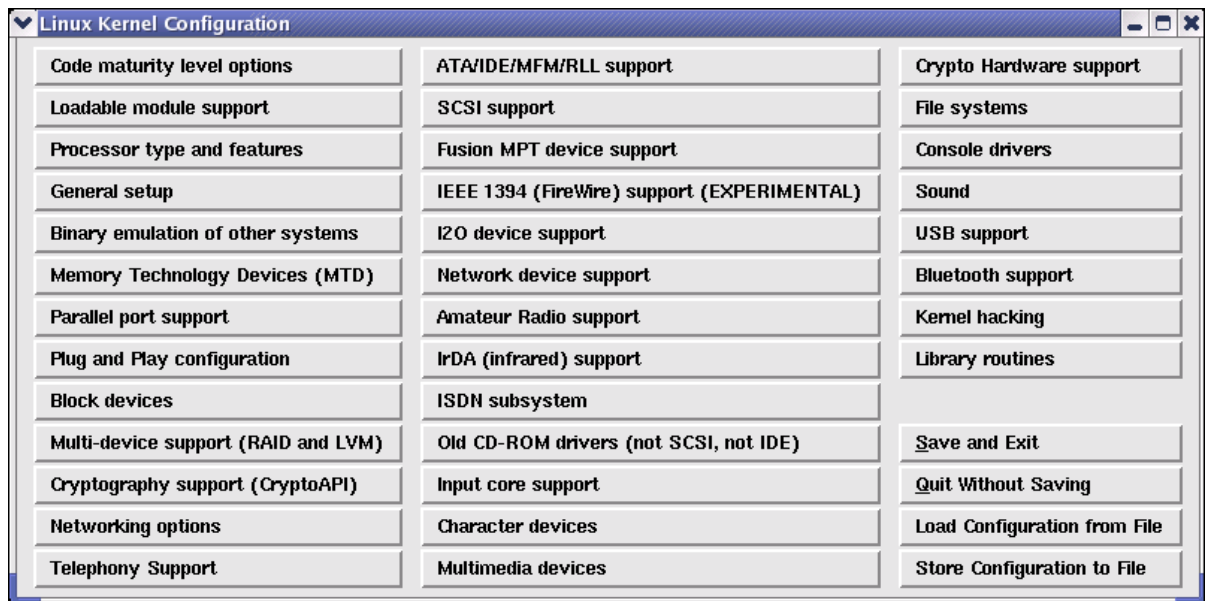 Linux Kernel Configuration
Code maturity level options
Loadable module support
Processor type and features
General setup
Binary emulation of other systems
Memory Technology Devices (MTD)
Parallel port support
Plug and Play configuration
Block devices
Multi-device support (RAID and LVM)
Cryptography support (CryptoAPI)
Networking options
Telephony Support
ATA/IDE/MFM/RLL support
SCSI support
Fusion MPT device support
IEEE 1394 (FireWire) support (EXPERIMENTAL)
I2O device support
Network device support
Amateur Radio support
IrDA (infrared) support
ISDN subsystem
Old CD-ROM drivers (not SCSI, not IDE)
Input core support
Character devices
Multimedia devices
Crypto Hardware support
File systems
Console drivers
Sound
USB support
Bluetooth support
Kernel hacking
Library routines
Save and Exit
Quit Without Saving
Load Configuration from File
Store Configuration to File